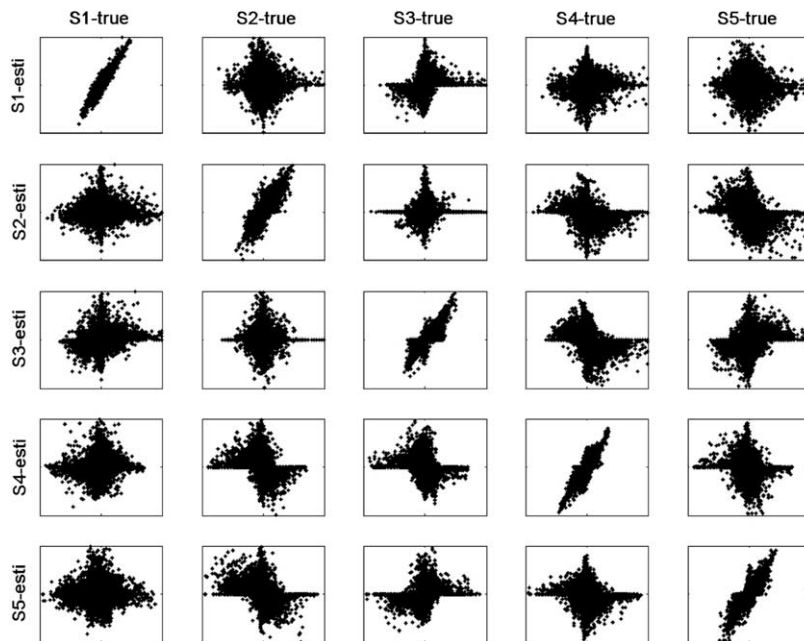 S1-true S2-true S3-true S4-true S5-true
S1-esti
S2-esti
S3-esti
S4-esti
S5-esti